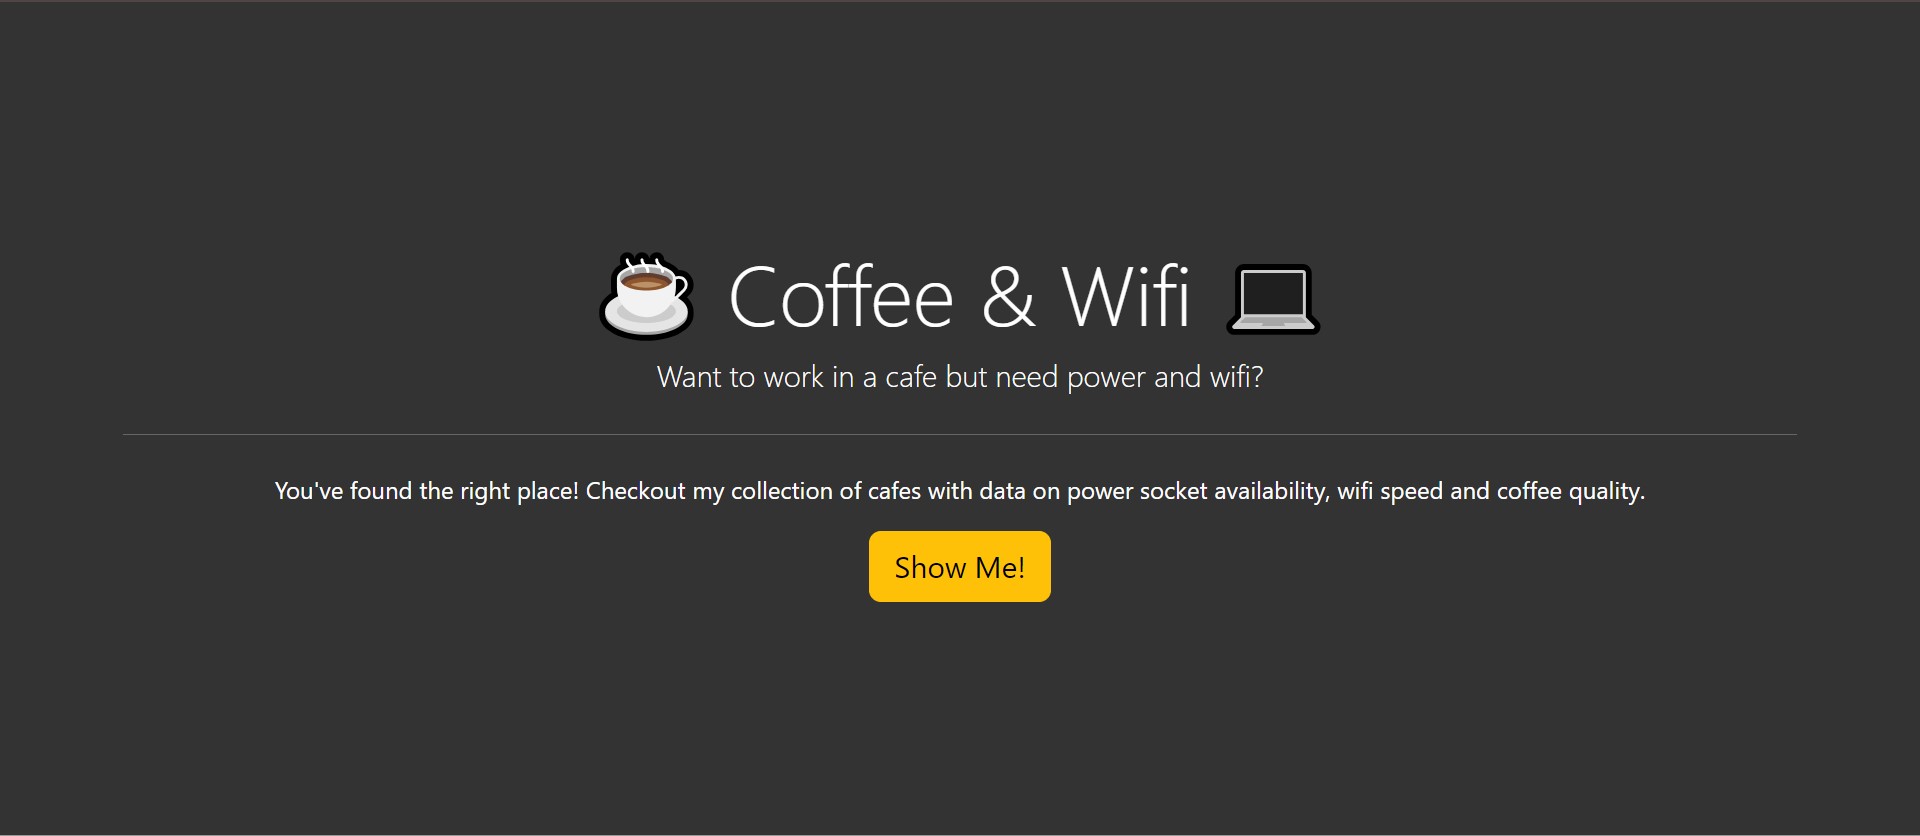 ☕ Coffee & Wifi 💻
Want to work in a cafe but need power and wifi?
You've found the right place! Checkout my collection of cafes with data on power socket availability, wifi speed and coffee quality.
Show Me!